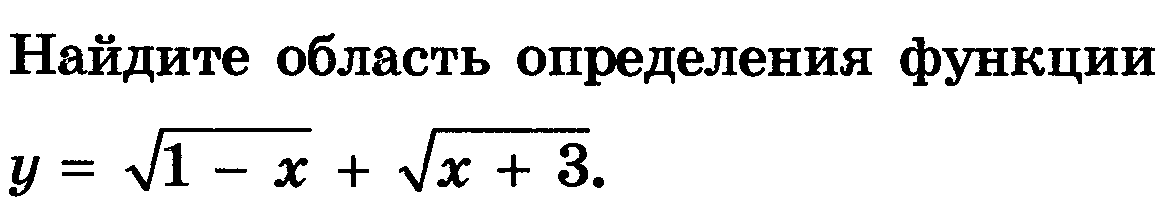 Найдите область определения функции
y = √1 − x + √x + 3.